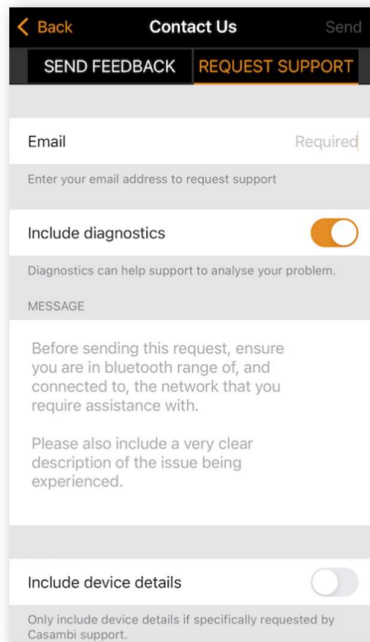 Back Contact Us Send
SEND FEEDBACK REQUEST SUPPORT
Email Required
Enter your email address to request support
Include diagnostics
Diagnostics can help support to analyse your problem.
MESSAGE
Before sending this request, ensure
you are in bluetooth range of, and
connected to, the network that you
require assistance with.
Please also include a very clear
description of the issue being
experienced.
Include device details
Only include device details if specifically requested by
Casambi support.